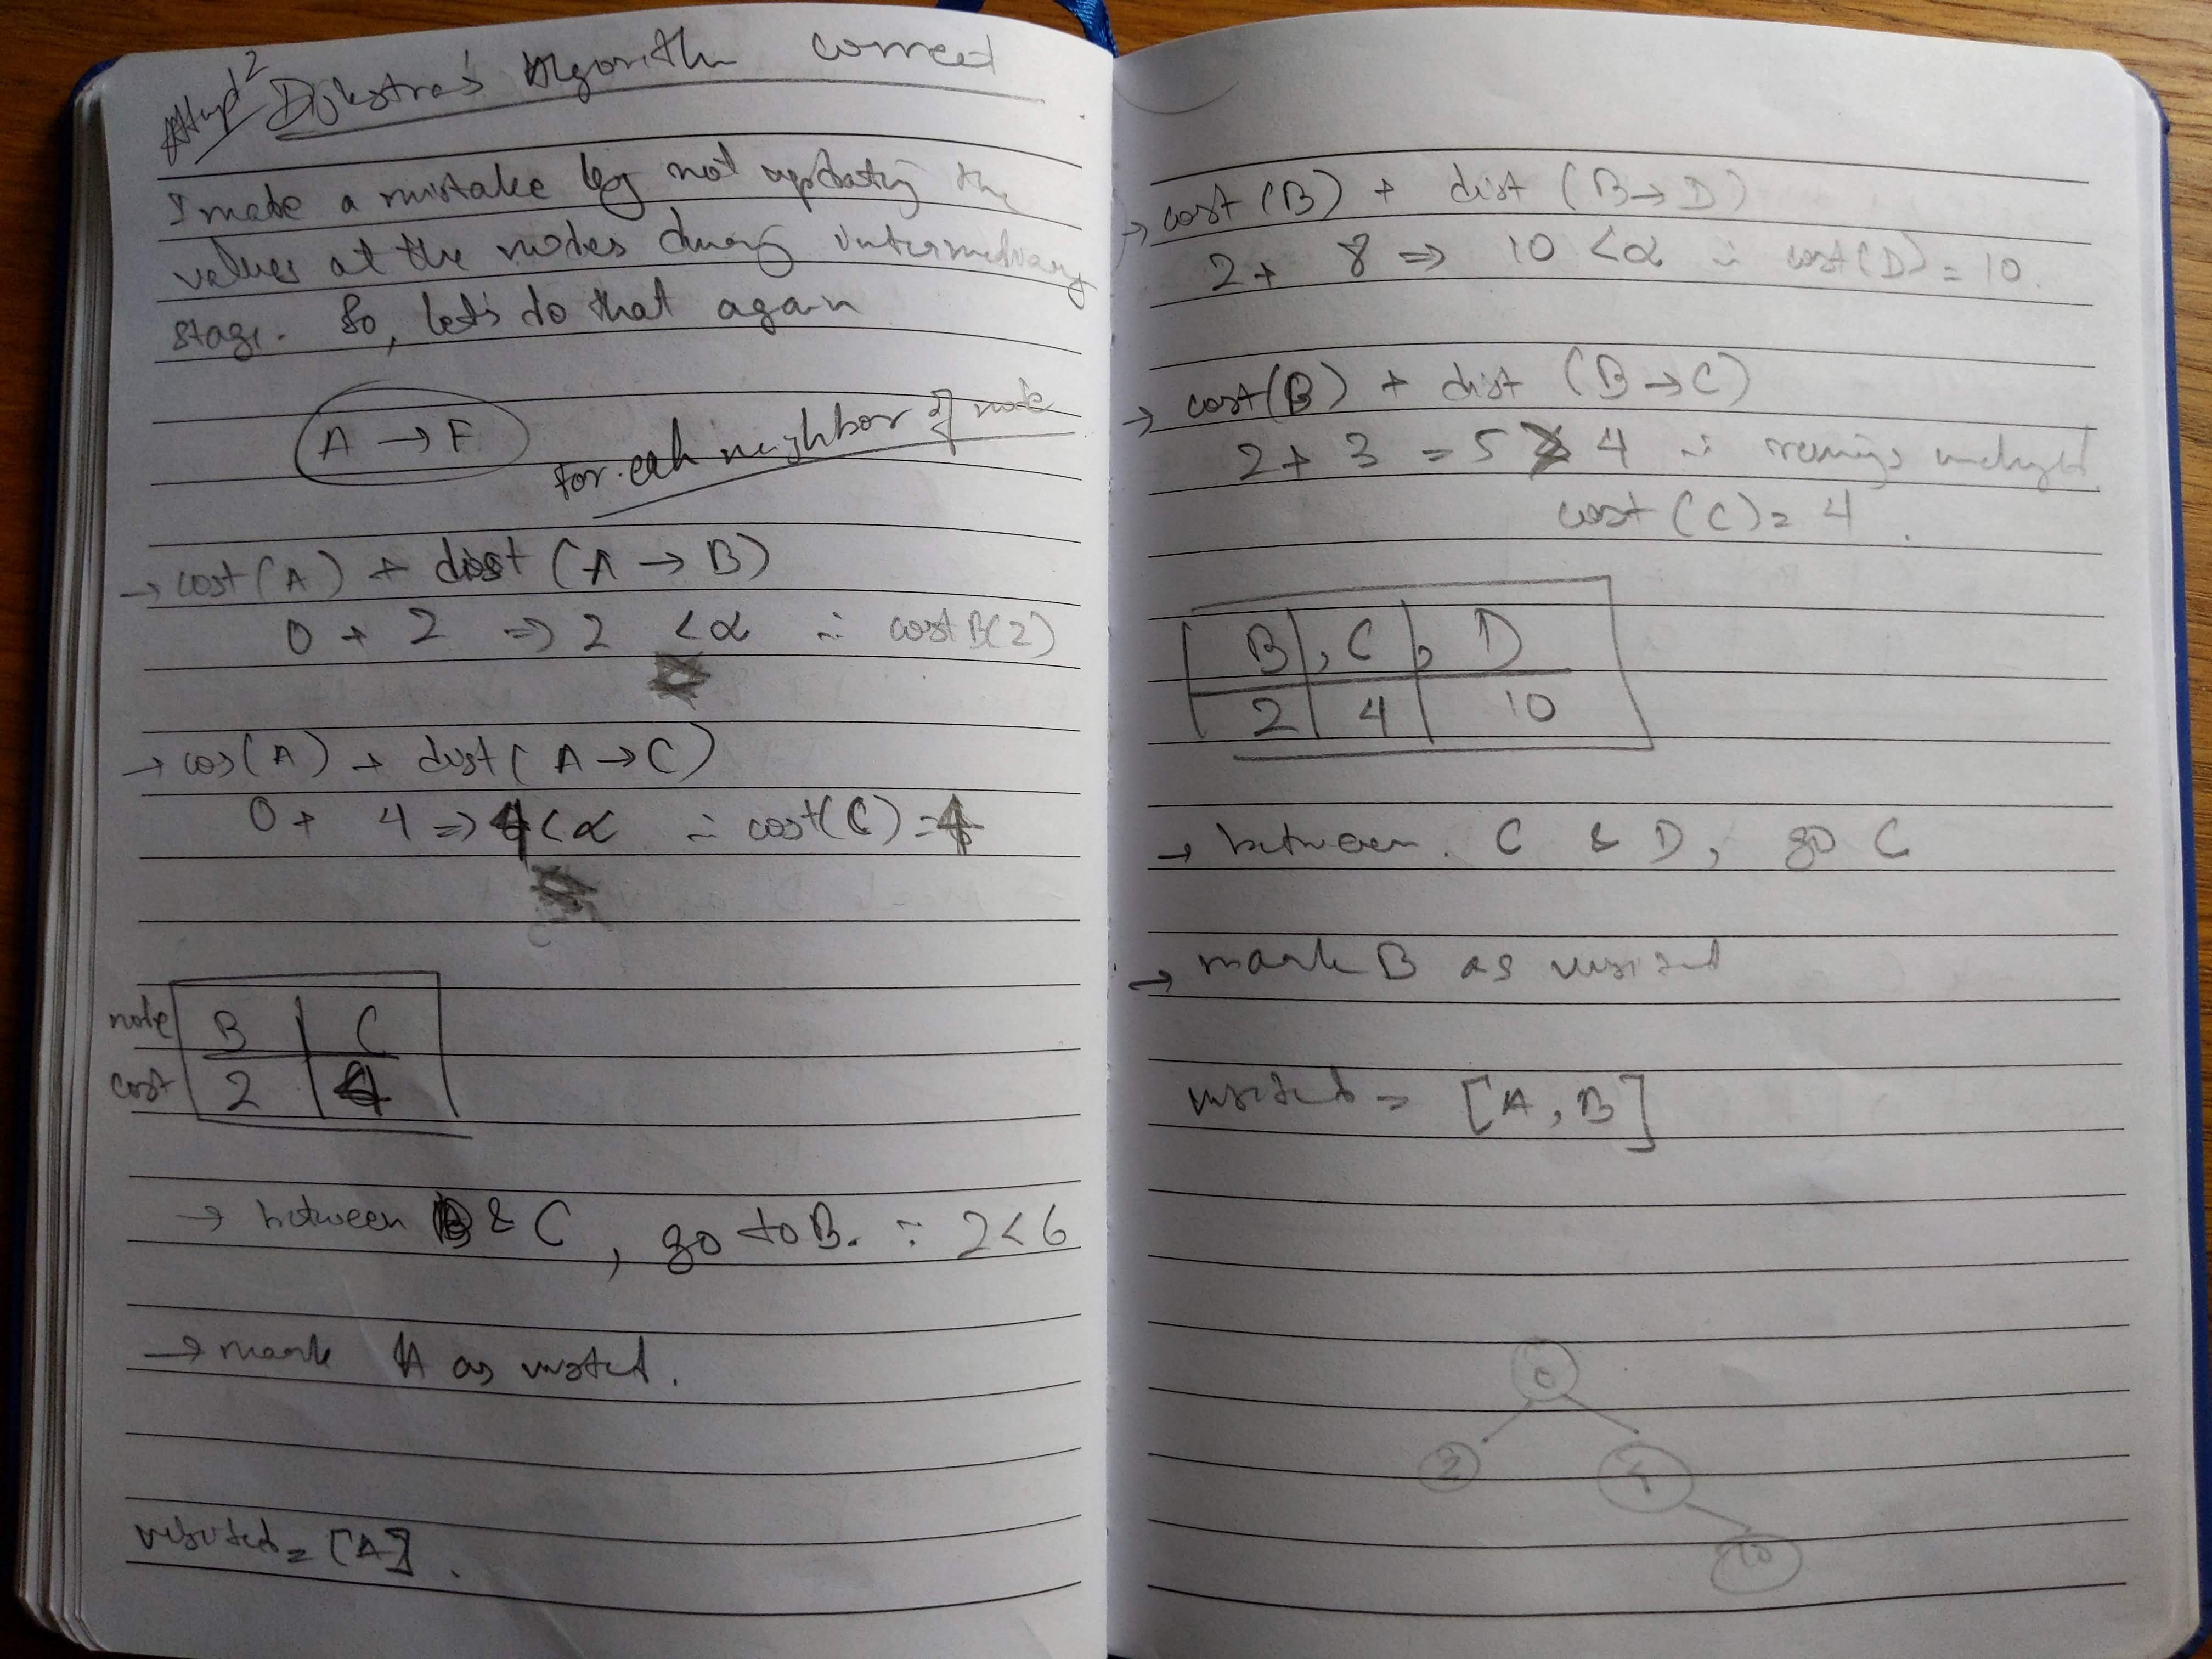 Attempt 2 Dijkstra's Algorithm correct
I made a mistake by not updating the
values at the nodes during intermediary
stage. So, let's do that again
A → F
for each neighbor of node
→ cost(A) + dist (A → B)
0 + 2 ⇒ 2 < α ∴ cost B(2)
→ cos(A) + dist( A → C)
0 + 4 ⇒ 4 < α ∴ cost(C) = 4
node B C
cost 2 4
→ between B & C, go to B. ∵ 2 < 6
→ mark A as visited.
visited = [A].
→ cost (B) + dist (B → D)
2 + 8 ⇒ 10 < α ∴ cost(D) = 10.
→ cost(B) + dist (B → C)
2 + 3 = 5 4 ∴ remains
cost (C) = 4.
B , C , D
2 4 10
→ between. C & D, go C
→ mark B as visited
visited = [A, B]
0
2 4
10